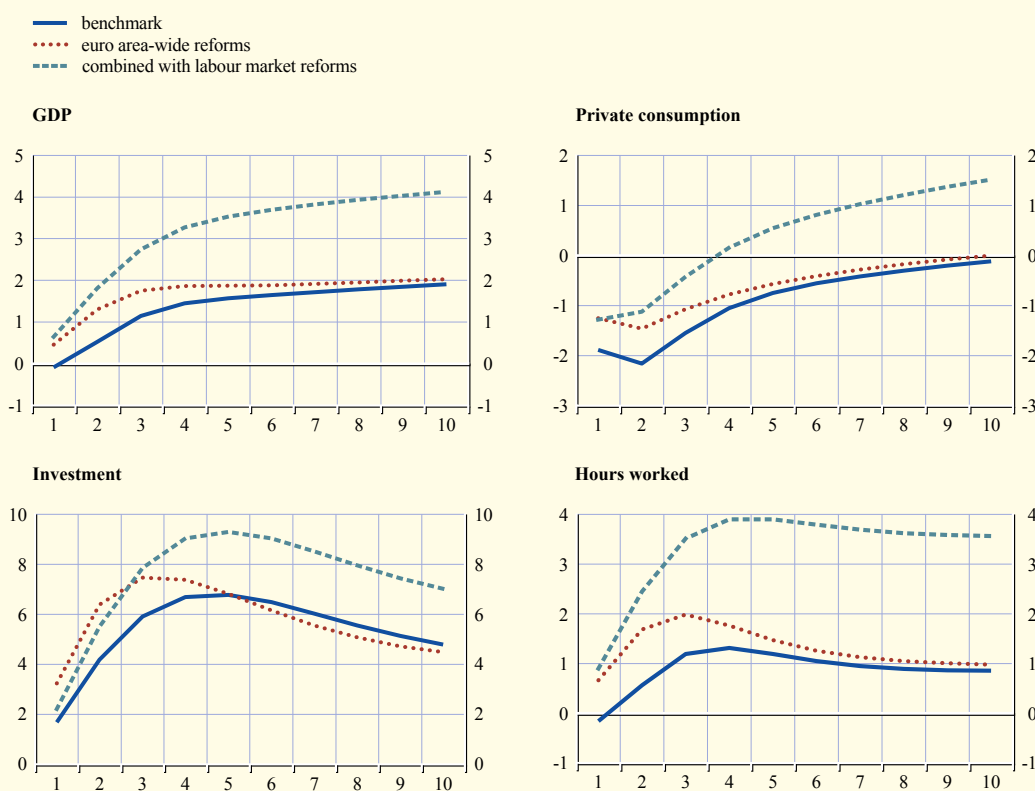 benchmark
euro area-wide reforms
combined with labour market reforms
GDP
5 5
4 4
3 3
2 2
1 1
0 0
-1 -1
1 2 3 4 5 6 7 8 9 10
Private consumption
2 2
1 1
0 0
-1 -1
-2 -2
-3 -3
1 2 3 4 5 6 7 8 9 10
Investment
10 10
8 8
6 6
4 4
2 2
0 0
1 2 3 4 5 6 7 8 9 10
Hours worked
4 4
3 3
2 2
1 1
0 0
-1 -1
1 2 3 4 5 6 7 8 9 10